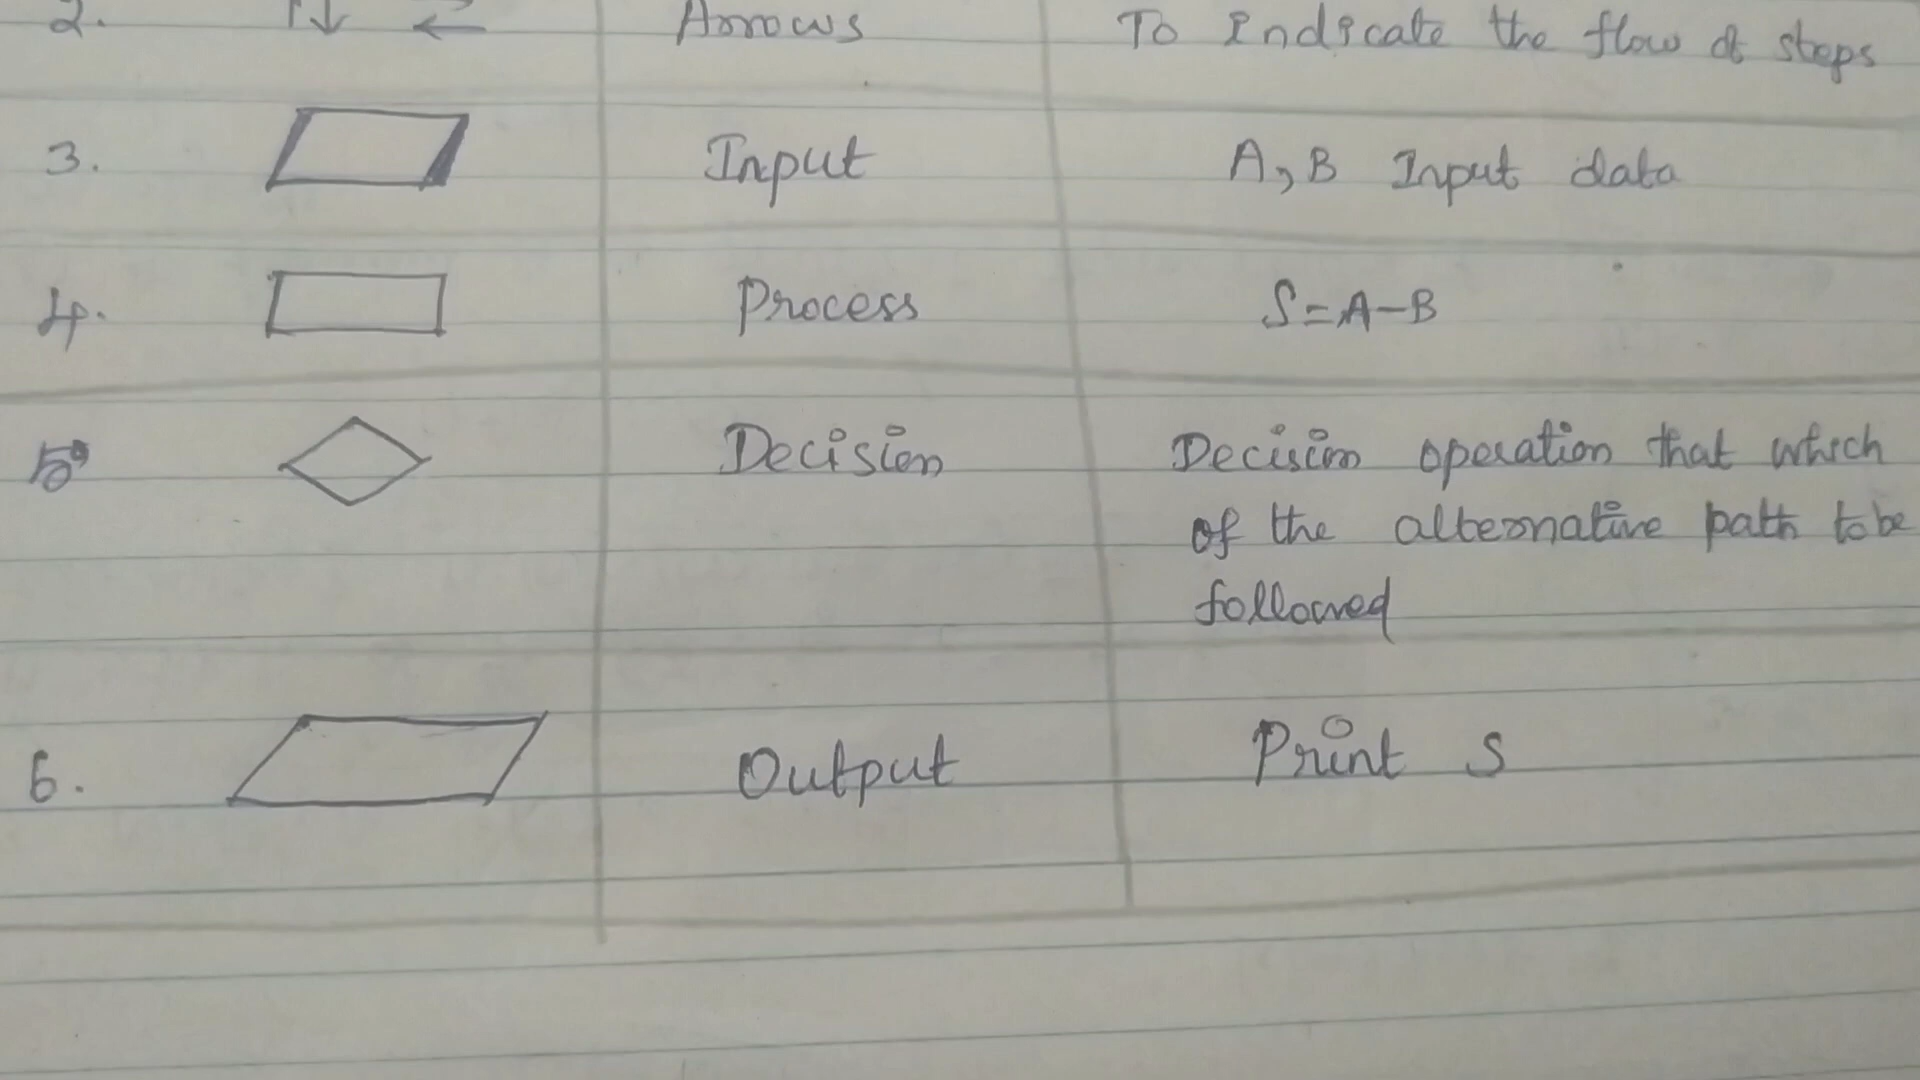 2. Arrows To indicate the flow of steps
3. Input A,B Input data
4. Process S=A-B
5. Decision Decision operation that which
of the alternative path to be
followed
6. Output Print S